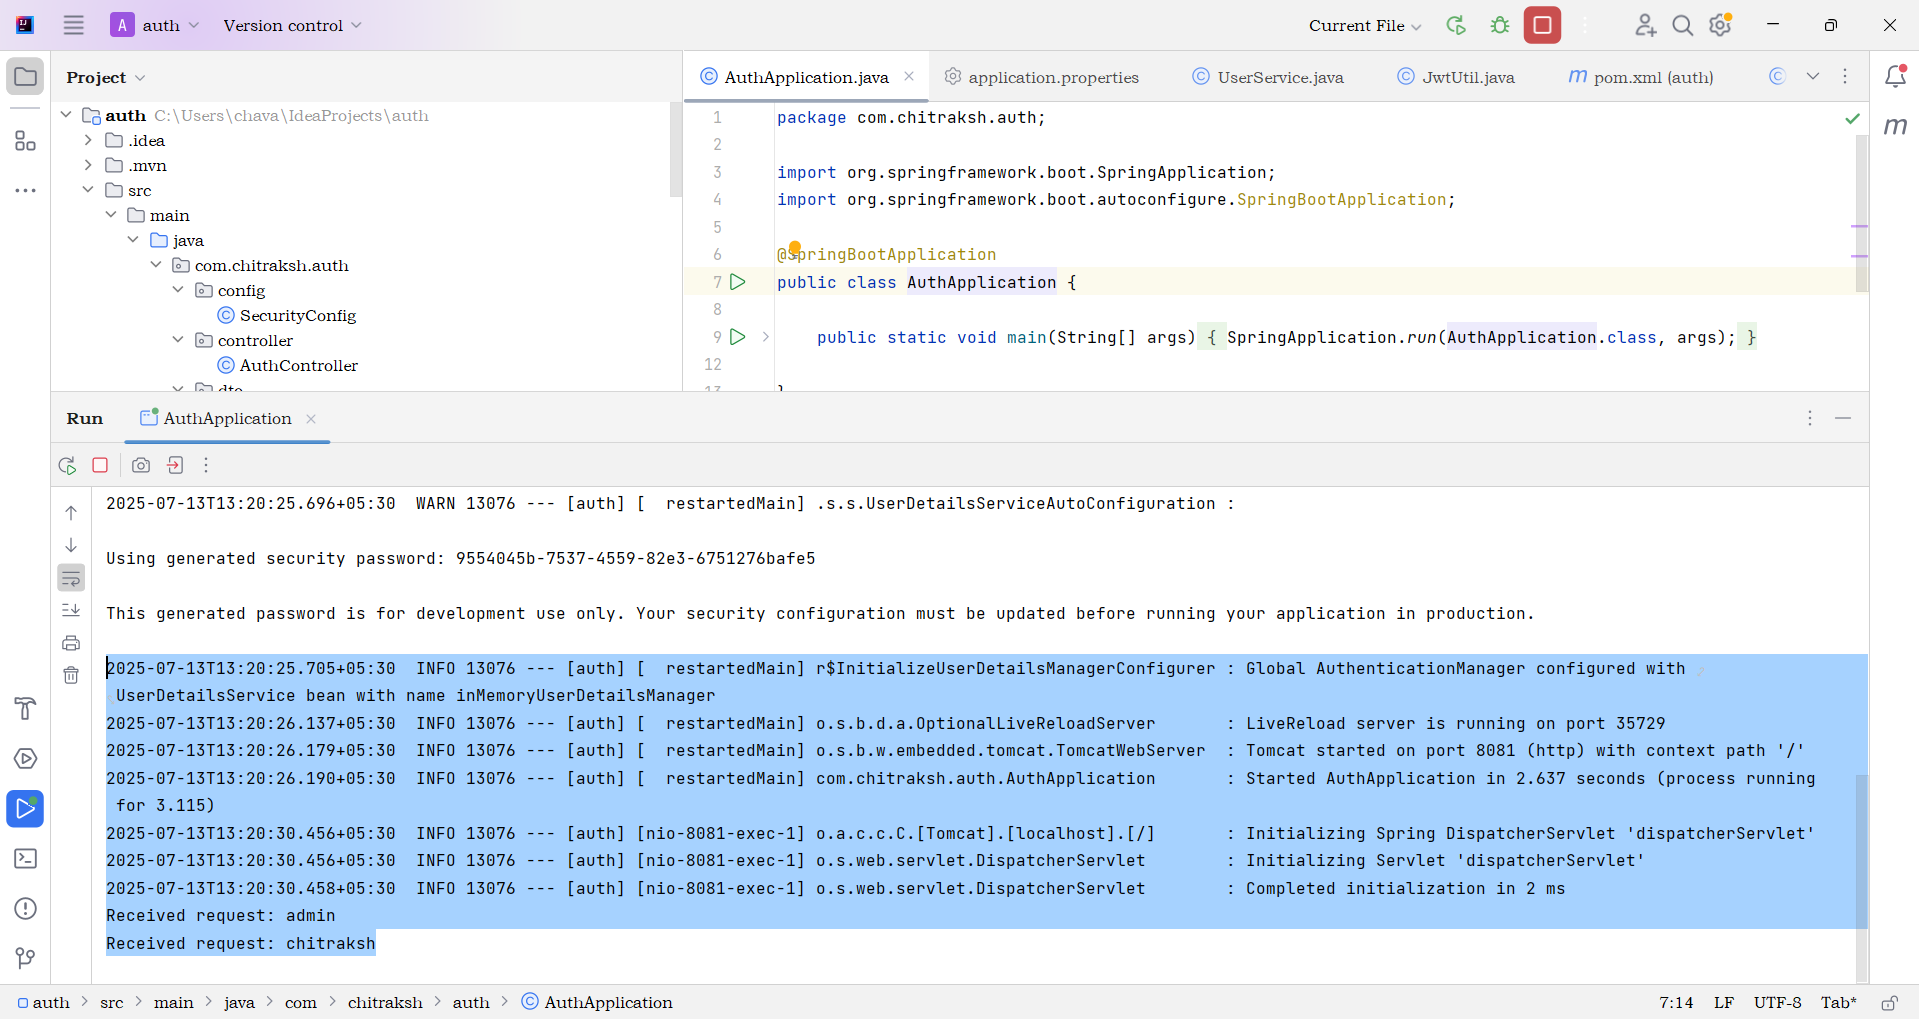 A auth Version control Current File
Project
AuthApplication.java application.properties UserService.java JwtUtil.java pom.xml (auth)
auth C:\Users\chava\IdeaProjects\auth
.idea
.mvn
src
main
java
com.chitraksh.auth
config
SecurityConfig
controller
AuthController
dto
1 package com.chitraksh.auth;
2
3 import org.springframework.boot.SpringApplication;
4 import org.springframework.boot.autoconfigure.SpringBootApplication;
5
6 @SpringBootApplication
7 public class AuthApplication {
8
9 public static void main(String[] args) { SpringApplication.run(AuthApplication.class, args); }
12
13 }
Run AuthApplication
2025-07-13T13:20:25.696+05:30  WARN 13076 --- [auth] [  restartedMain] .s.s.UserDetailsServiceAutoConfiguration :
Using generated security password: 9554045b-7537-4559-82e3-6751276bafe5
This generated password is for development use only. Your security configuration must be updated before running your application in production.
2025-07-13T13:20:25.705+05:30  INFO 13076 --- [auth] [  restartedMain] r$InitializeUserDetailsManagerConfigurer : Global AuthenticationManager configured with
UserDetailsService bean with name inMemoryUserDetailsManager
2025-07-13T13:20:26.137+05:30  INFO 13076 --- [auth] [  restartedMain] o.s.b.d.a.OptionalLiveReloadServer       : LiveReload server is running on port 35729
2025-07-13T13:20:26.179+05:30  INFO 13076 --- [auth] [  restartedMain] o.s.b.w.embedded.tomcat.TomcatWebServer  : Tomcat started on port 8081 (http) with context path '/'
2025-07-13T13:20:26.190+05:30  INFO 13076 --- [auth] [  restartedMain] com.chitraksh.auth.AuthApplication       : Started AuthApplication in 2.637 seconds (process running
for 3.115)
2025-07-13T13:20:30.456+05:30  INFO 13076 --- [auth] [nio-8081-exec-1] o.a.c.c.C.[Tomcat].[localhost].[/]       : Initializing Spring DispatcherServlet 'dispatcherServlet'
2025-07-13T13:20:30.456+05:30  INFO 13076 --- [auth] [nio-8081-exec-1] o.s.web.servlet.DispatcherServlet        : Initializing Servlet 'dispatcherServlet'
2025-07-13T13:20:30.458+05:30  INFO 13076 --- [auth] [nio-8081-exec-1] o.s.web.servlet.DispatcherServlet        : Completed initialization in 2 ms
Received request: admin
Received request: chitraksh
auth > src > main > java > com > chitraksh > auth > AuthApplication 7:14 LF UTF-8 Tab*